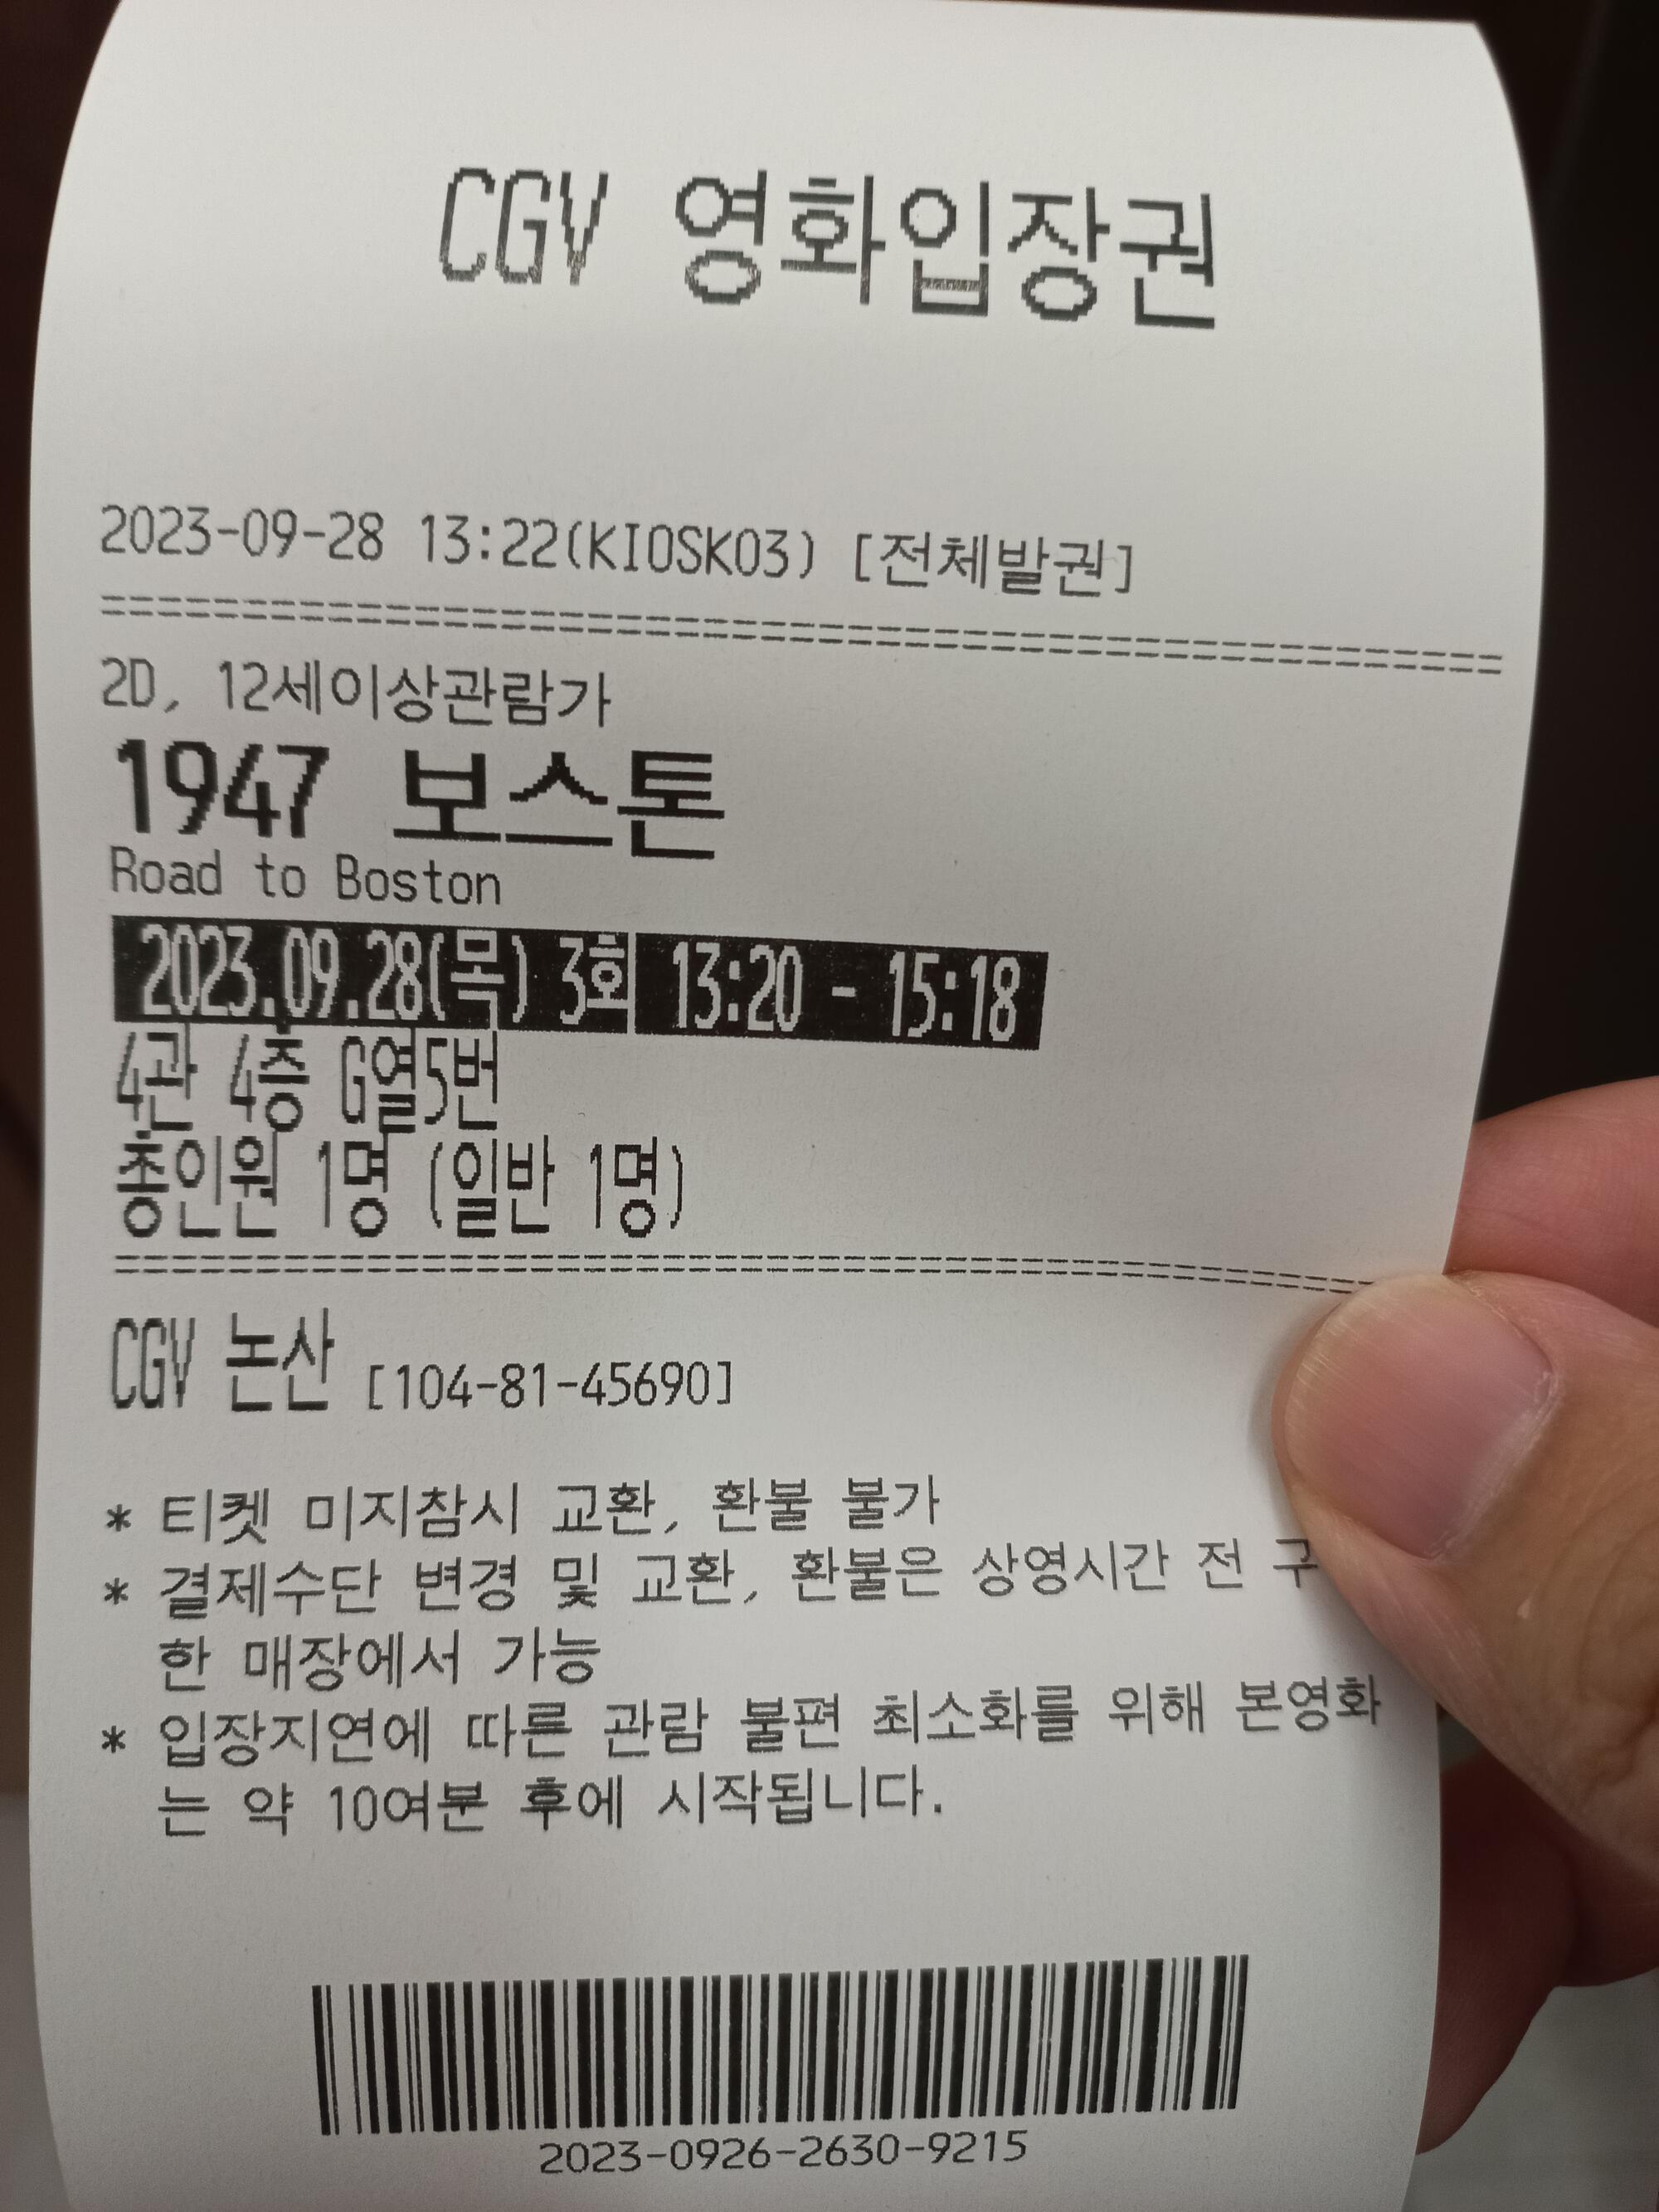 CGV 영화입장권
2023-09-28 13:22(KIOSK03) [전체발권]
2D, 12세이상관람가
1947 보스톤
Road to Boston
2023.09.28(목) 3회 13:20 - 15:18
4관 4층 G열5번
총인원 1명 (일반 1명)
CGV 논산 [104-81-45690]
* 티켓 미지참시 교환, 환불 불가
* 결제수단 변경 및 교환, 환불은 상영시간 전 구
한 매장에서 가능
* 입장지연에 따른 관람 불편 최소화를 위해 본영화
는 약 10여분 후에 시작됩니다.
2023-0926-2630-9215